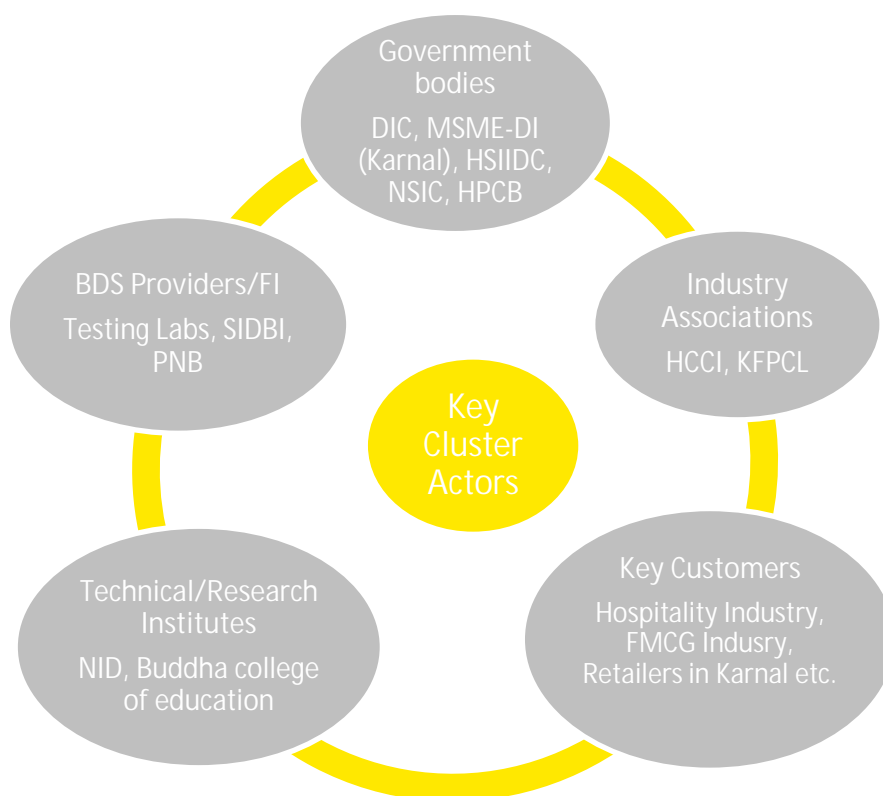 Government
bodies
DIC, MSME-DI
(Karnal), HSIIDC,
NSIC, HPCB
BDS Providers/FI
Testing Labs, SIDBI,
PNB
Industry
Associations
HCCI, KFPCL
Key
Cluster
Actors
Technical/Research
Institutes
NID, Buddha college
of education
Key Customers
Hospitality Industry,
FMCG Indusry,
Retailers in Karnal etc.